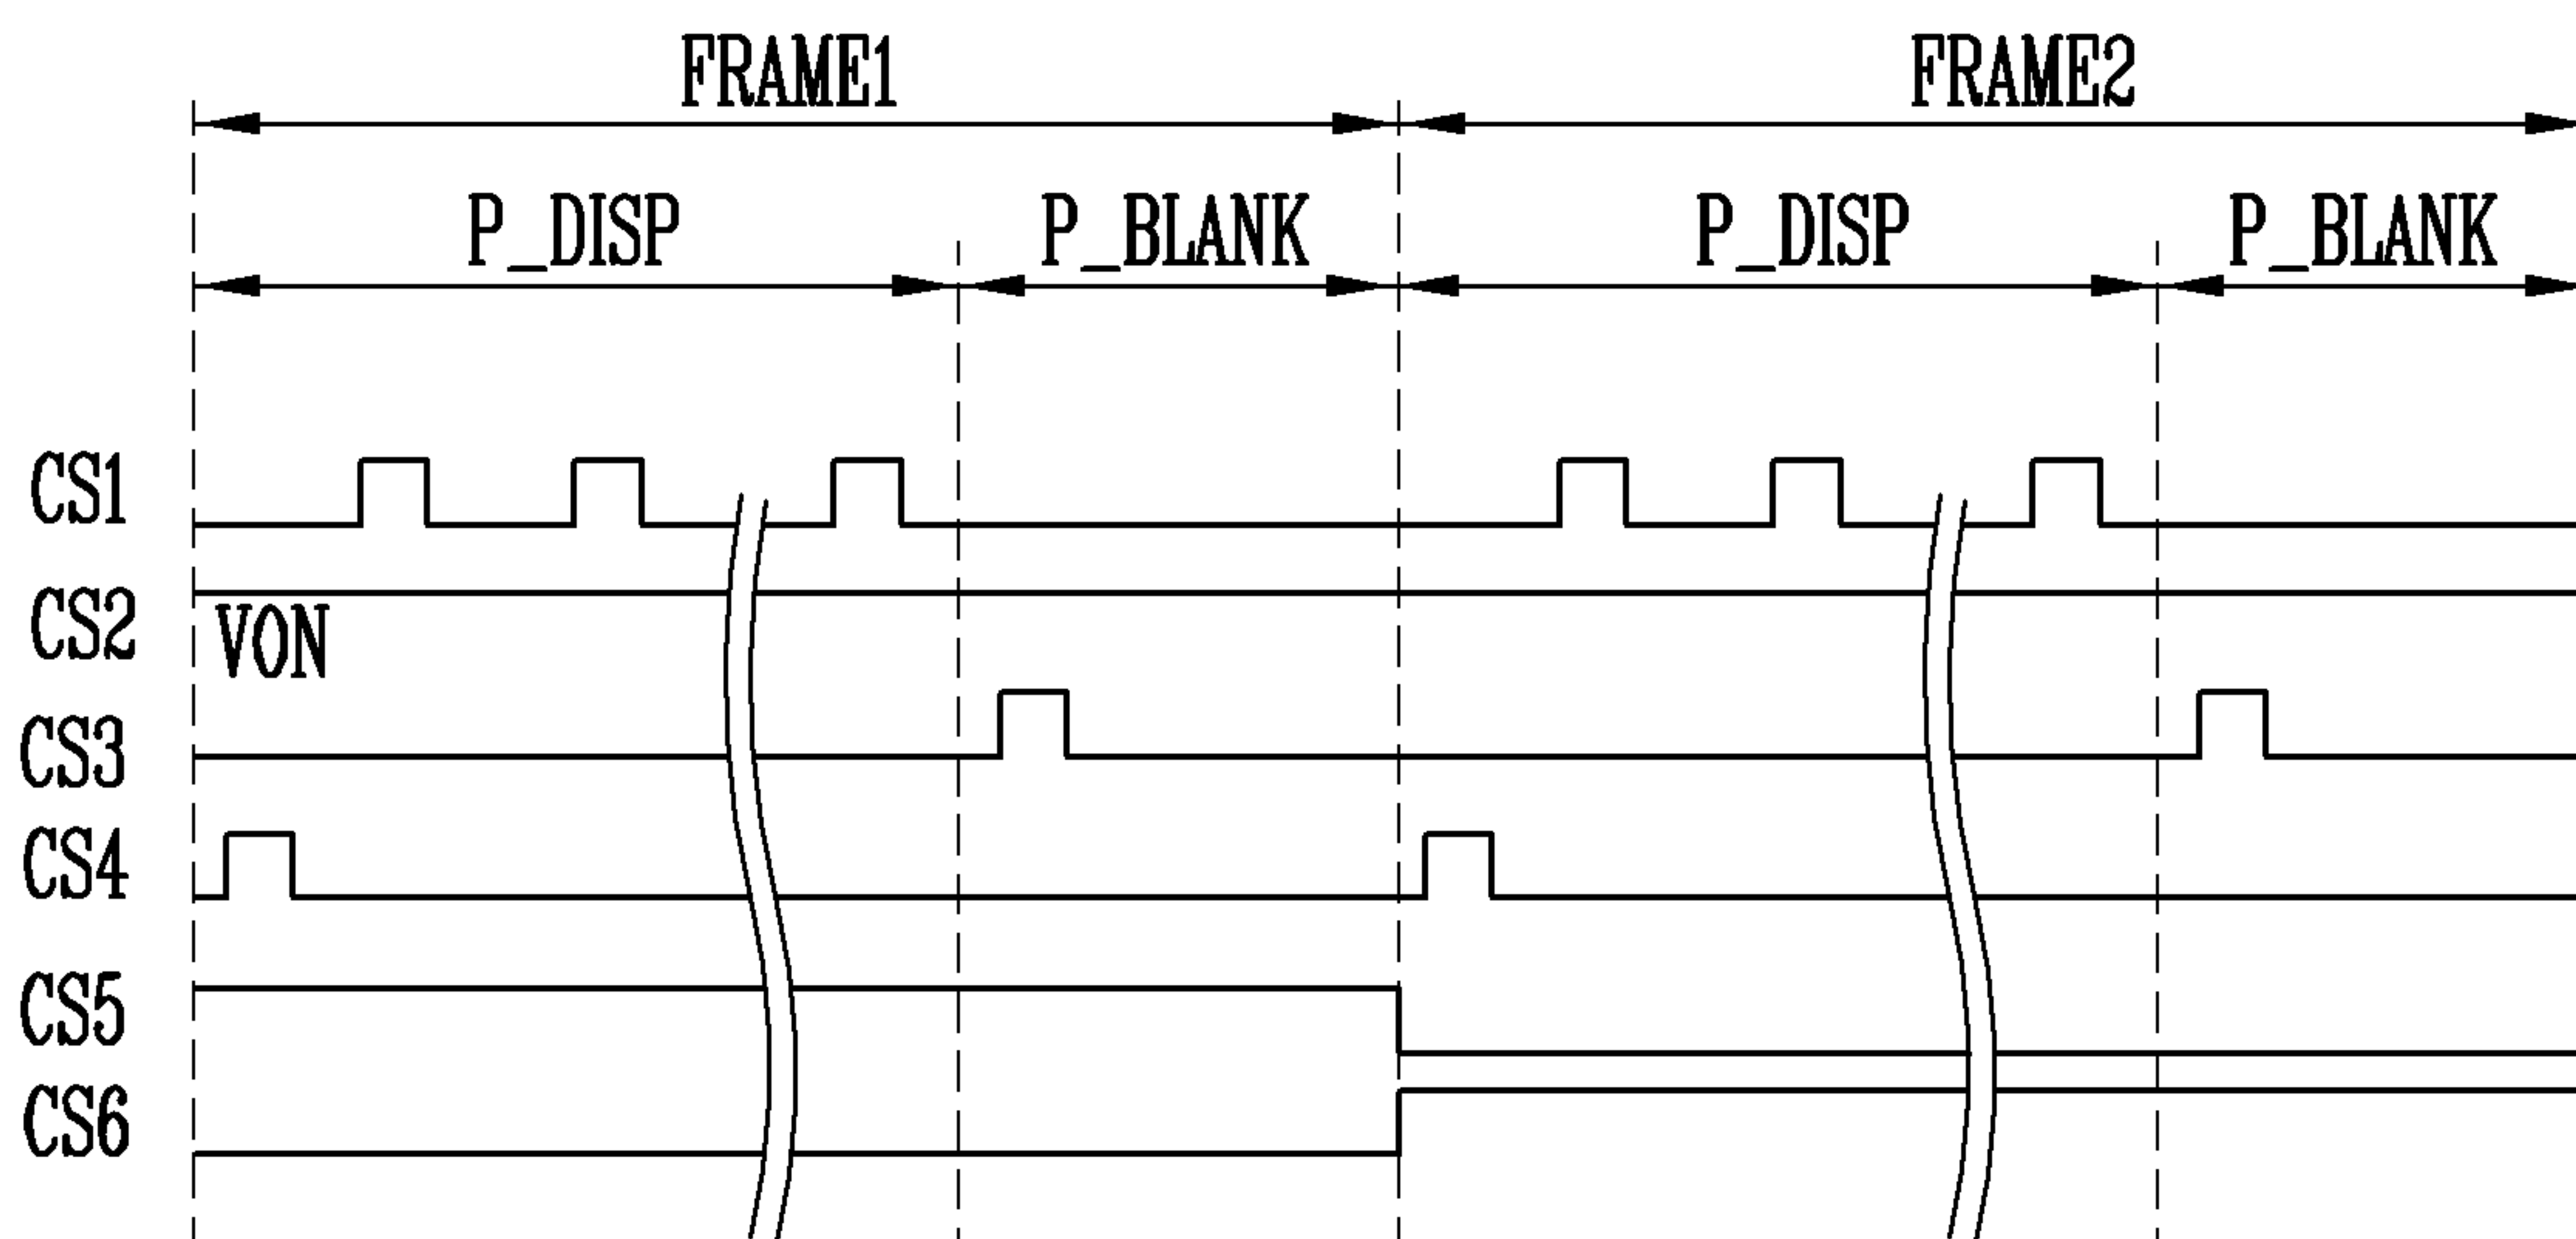 FRAME1 FRAME2
P_DISP P_BLANK P_DISP P_BLANK
CS1
CS2
VON
CS3
CS4
CS5
CS6